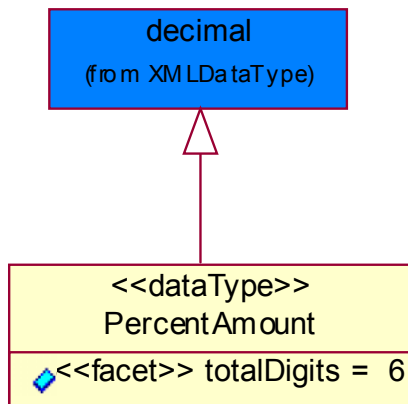 decimal
(from XMLDataType)
<<dataType>>
PercentAmount
<<facet>> totalDigits = 6